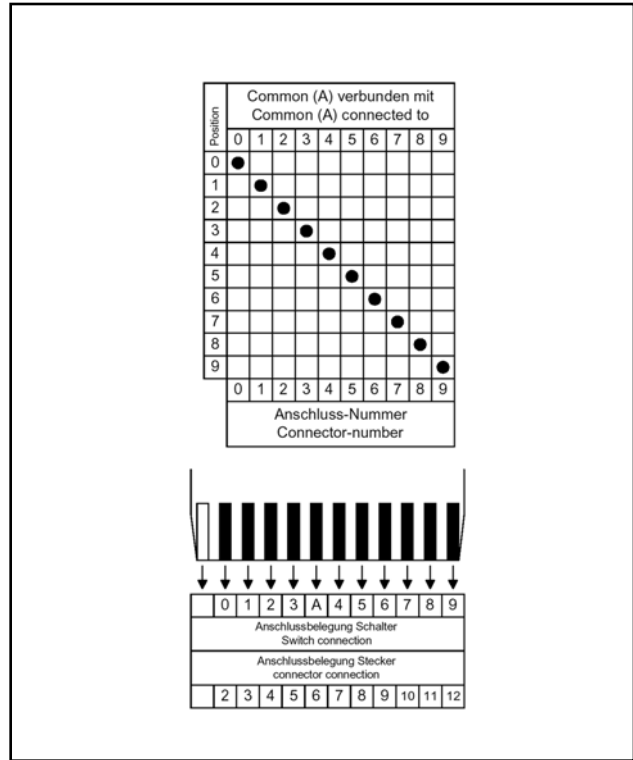 Position
Common (A) verbunden mit
Common (A) connected to
0 1 2 3 4 5 6 7 8 9
0
1
2
3
4
5
6
7
8
9
0 1 2 3 4 5 6 7 8 9
Anschluss-Nummer
Connector-number
0 1 2 3 A 4 5 6 7 8 9
Anschlussbelegung Schalter
Switch connection
Anschlussbelegung Stecker
connector connection
2 3 4 5 6 7 8 9 10 11 12